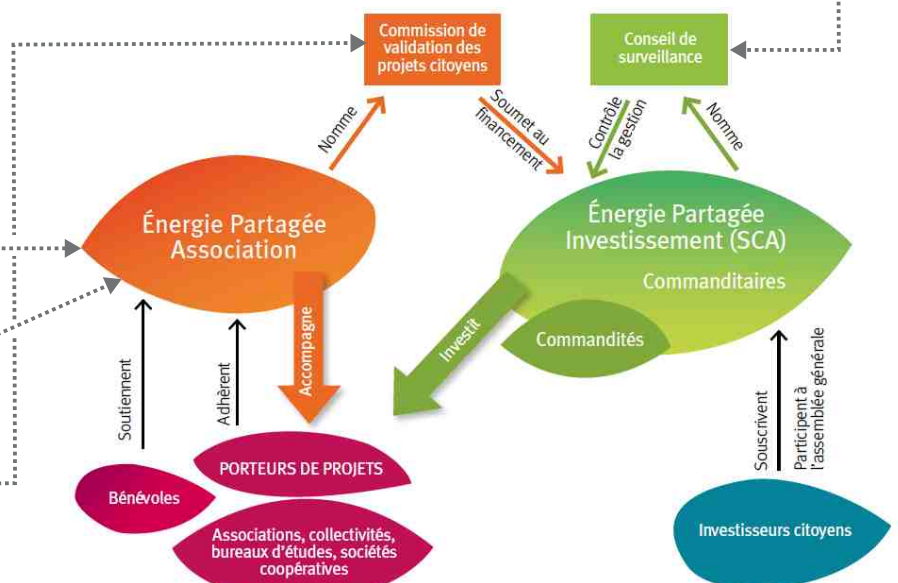 Commission de
validation des
projets citoyens
Conseil de
surveillance
Nomme
Soumet au
financement
Contrôle
la gestion
Nomme
Énergie Partagée
Association
Énergie Partagée
Investissement (SCA)
Commanditaires
Commandités
Accompagne
Investit
Soutiennent
Adhèrent
Souscrivent
Participent à
l'assemblée générale
PORTEURS DE PROJETS
Bénévoles
Associations, collectivités,
bureaux d'études, sociétés
coopératives
Investisseurs citoyens